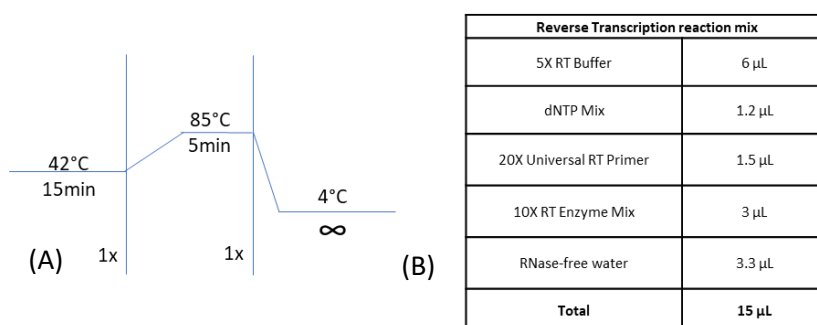 85°C
5min
42°C
15min
4°C
∞
(A)
1x
1x
(B)
Reverse Transcription reaction mix
5X RT Buffer 6 µL
dNTP Mix 1.2 µL
20X Universal RT Primer 1.5 µL
10X RT Enzyme Mix 3 µL
RNase-free water 3.3 µL
Total 15 µL